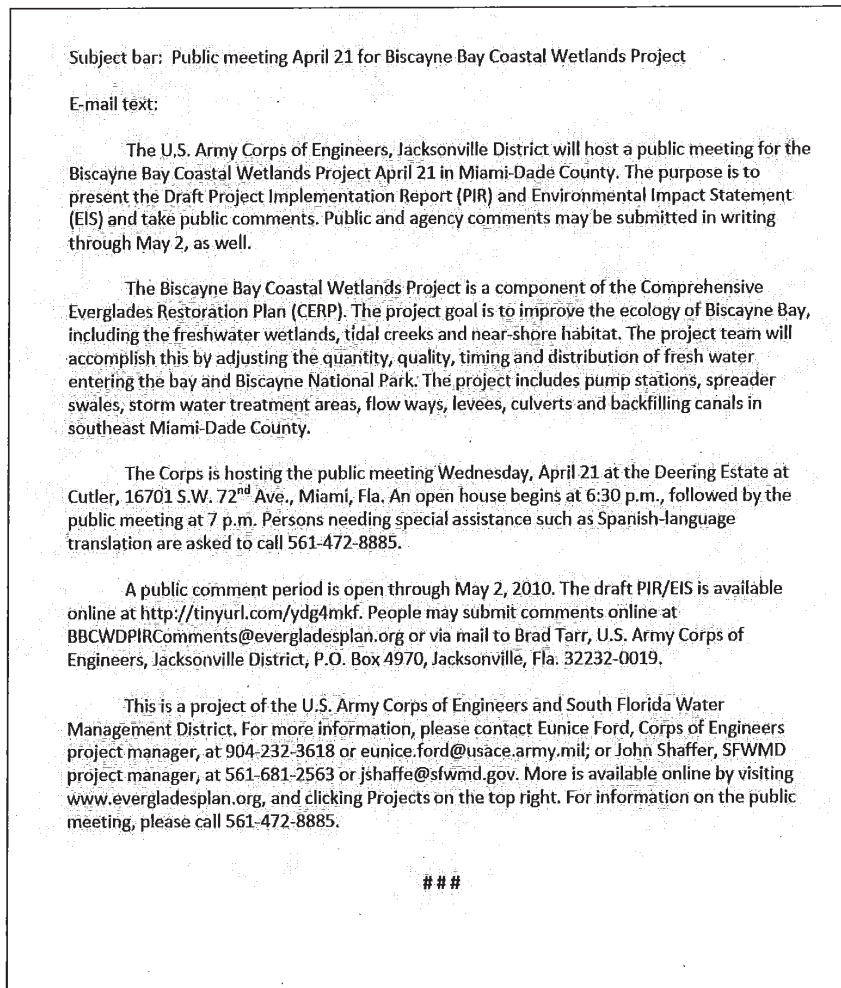 Subject bar:  Public meeting April 21 for Biscayne Bay Coastal Wetlands Project
E-mail text:
The U.S. Army Corps of Engineers, Jacksonville District will host a public meeting for the
Biscayne Bay Coastal Wetlands Project April 21 in Miami-Dade County. The purpose is to
present the Draft Project Implementation Report (PIR) and Environmental Impact Statement
(EIS) and take public comments. Public and agency comments may be submitted in writing
through May 2, as well.
The Biscayne Bay Coastal Wetlands Project is a component of the Comprehensive
Everglades Restoration Plan (CERP). The project goal is to improve the ecology of Biscayne Bay,
including the freshwater wetlands, tidal creeks and near-shore habitat. The project team will
accomplish this by adjusting the quantity, quality, timing and distribution of fresh water
entering the bay and Biscayne National Park. The project includes pump stations, spreader
swales, storm water treatment areas, flow ways, levees, culverts and backfilling canals in
southeast Miami-Dade County.
The Corps is hosting the public meeting Wednesday, April 21 at the Deering Estate at
Cutler, 16701 S.W. 72nd Ave., Miami, Fla. An open house begins at 6:30 p.m., followed by the
public meeting at 7 p.m. Persons needing special assistance such as Spanish-language
translation are asked to call 561-472-8885.
A public comment period is open through May 2, 2010. The draft PIR/EIS is available
online at http://tinyurl.com/ydg4mkf. People may submit comments online at
BBCWDPIRComments@evergladesplan.org or via mail to Brad Tarr, U.S. Army Corps of
Engineers, Jacksonville District, P.O. Box 4970, Jacksonville, Fla. 32232-0019.
This is a project of the U.S. Army Corps of Engineers and South Florida Water
Management District. For more information, please contact Eunice Ford, Corps of Engineers
project manager, at 904-232-3618 or eunice.ford@usace.army.mil; or John Shaffer, SFWMD
project manager, at 561-681-2563 or jshaffe@sfwmd.gov. More is available online by visiting
www.evergladesplan.org, and clicking Projects on the top right. For information on the public
meeting, please call 561-472-8885.
# # #